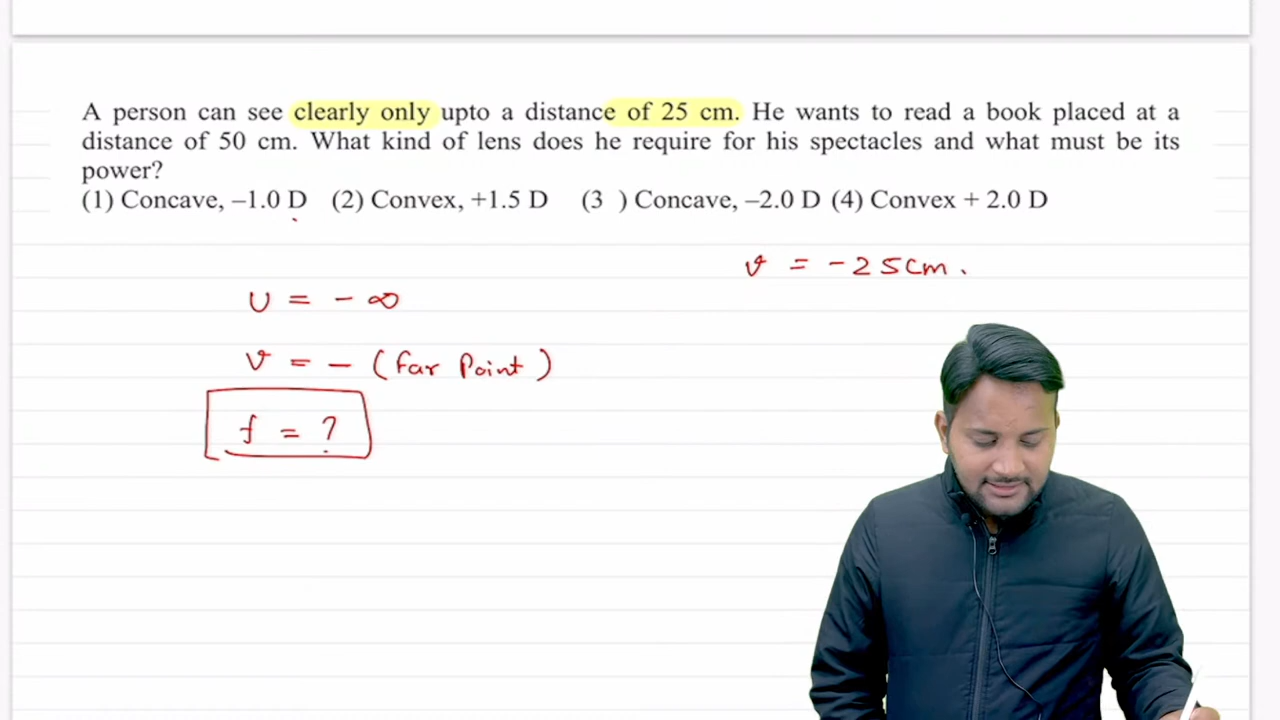 A person can see clearly only upto a distance of 25 cm. He wants to read a book placed at a
distance of 50 cm. What kind of lens does he require for his spectacles and what must be its
power?
(1) Concave, –1.0 D (2) Convex, +1.5 D (3 ) Concave, –2.0 D (4) Convex + 2.0 D
v = -25cm.
U = - ∞
v = - (far Point)
f = ?